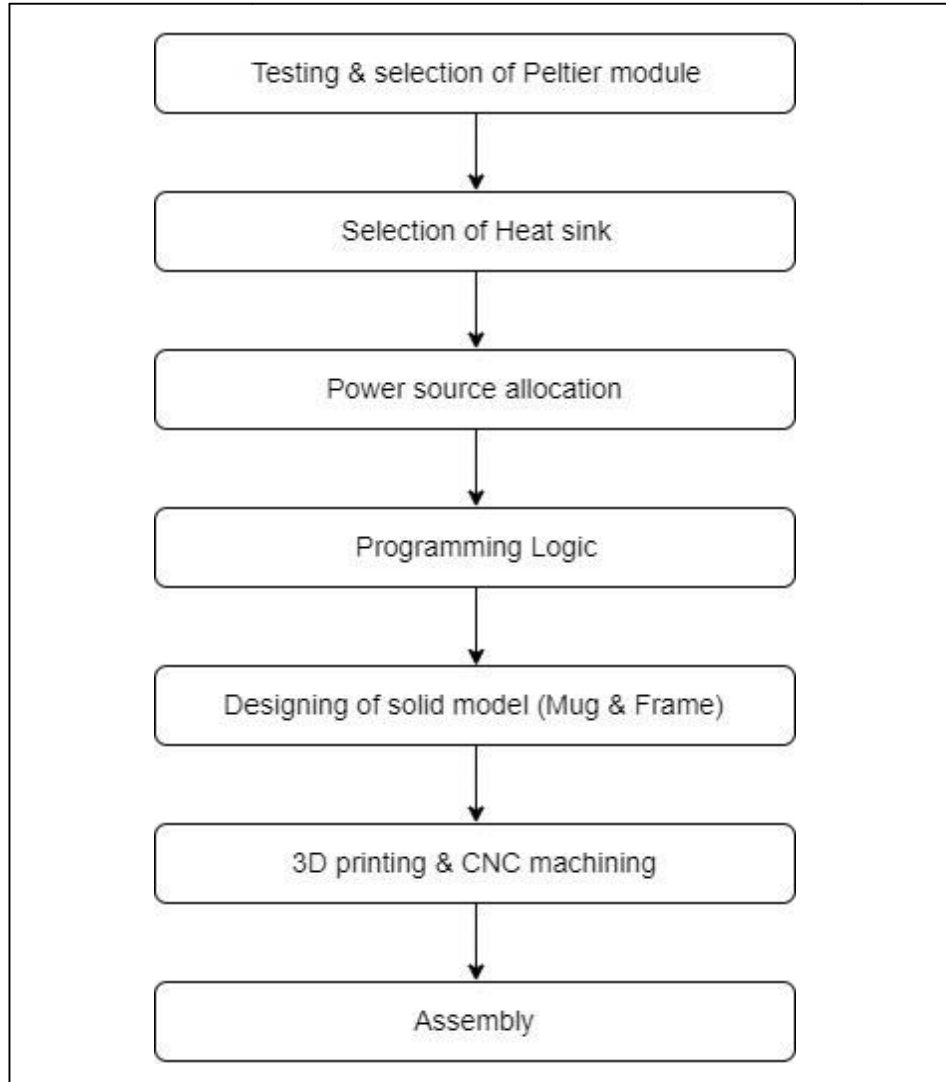 Testing & selection of Peltier module
Selection of Heat sink
Power source allocation
Programming Logic
Designing of solid model (Mug & Frame)
3D printing & CNC machining
Assembly